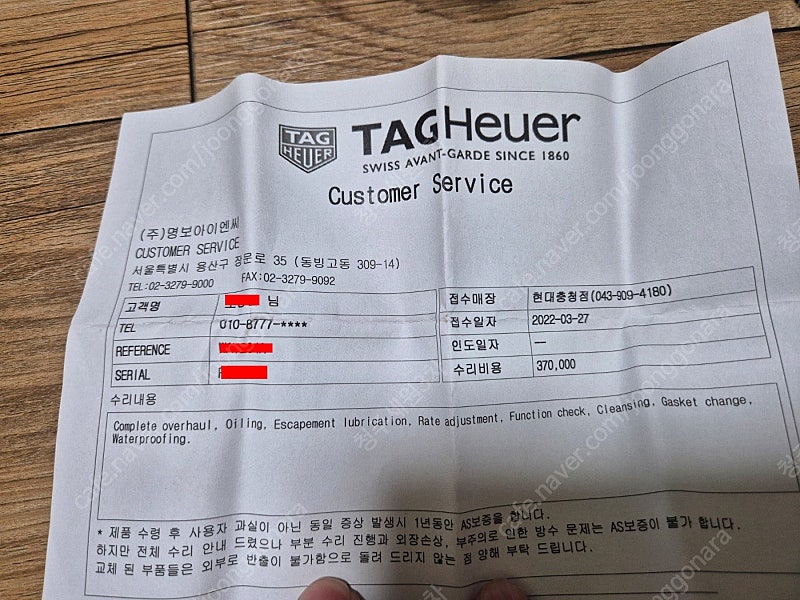 TAG
HEUER
TAGHeuer
SWISS AVANT-GARDE SINCE 1860
Customer Service
(주)명보아이엔씨
CUSTOMER SERVICE
서울특별시 용산구 장문로 35 (동빙고동 309-14)
TEL:02-3279-9000 FAX:02-3279-9092
고객명 님 접수매장 현대충청점(043-909-4180)
TEL 010-8777-**** 접수일자 2022-03-27
REFERENCE 인도일자 —
SERIAL 수리비용 370,000
수리내용
Complete overhaul, Oiling, Escapement lubrication, Rate adjustment, Function check, Cleansing, Gasket change,
Waterproofing.
* 제품 수령 후 사용자 과실이 아닌 동일 증상 발생시 1년동안 AS보증을 합니다.
하지만 전체 수리 안내 드렸으나 부분 수리 진행과 외장손상, 부주의로 인한 방수 문제는 AS보증이 불가 합니다.
교체 된 부품들은 외부로 반출이 불가함으로 돌려 드리지 않는 점 양해 부탁 드립니다.
cafe.naver.com/joonggonara